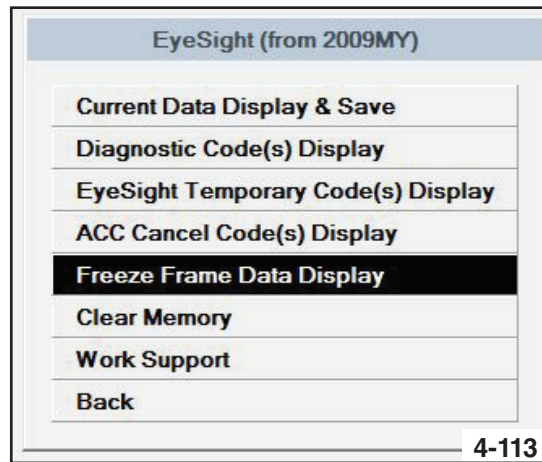 EyeSight (from 2009MY)
Current Data Display & Save
Diagnostic Code(s) Display
EyeSight Temporary Code(s) Display
ACC Cancel Code(s) Display
Freeze Frame Data Display
Clear Memory
Work Support
Back
4-113